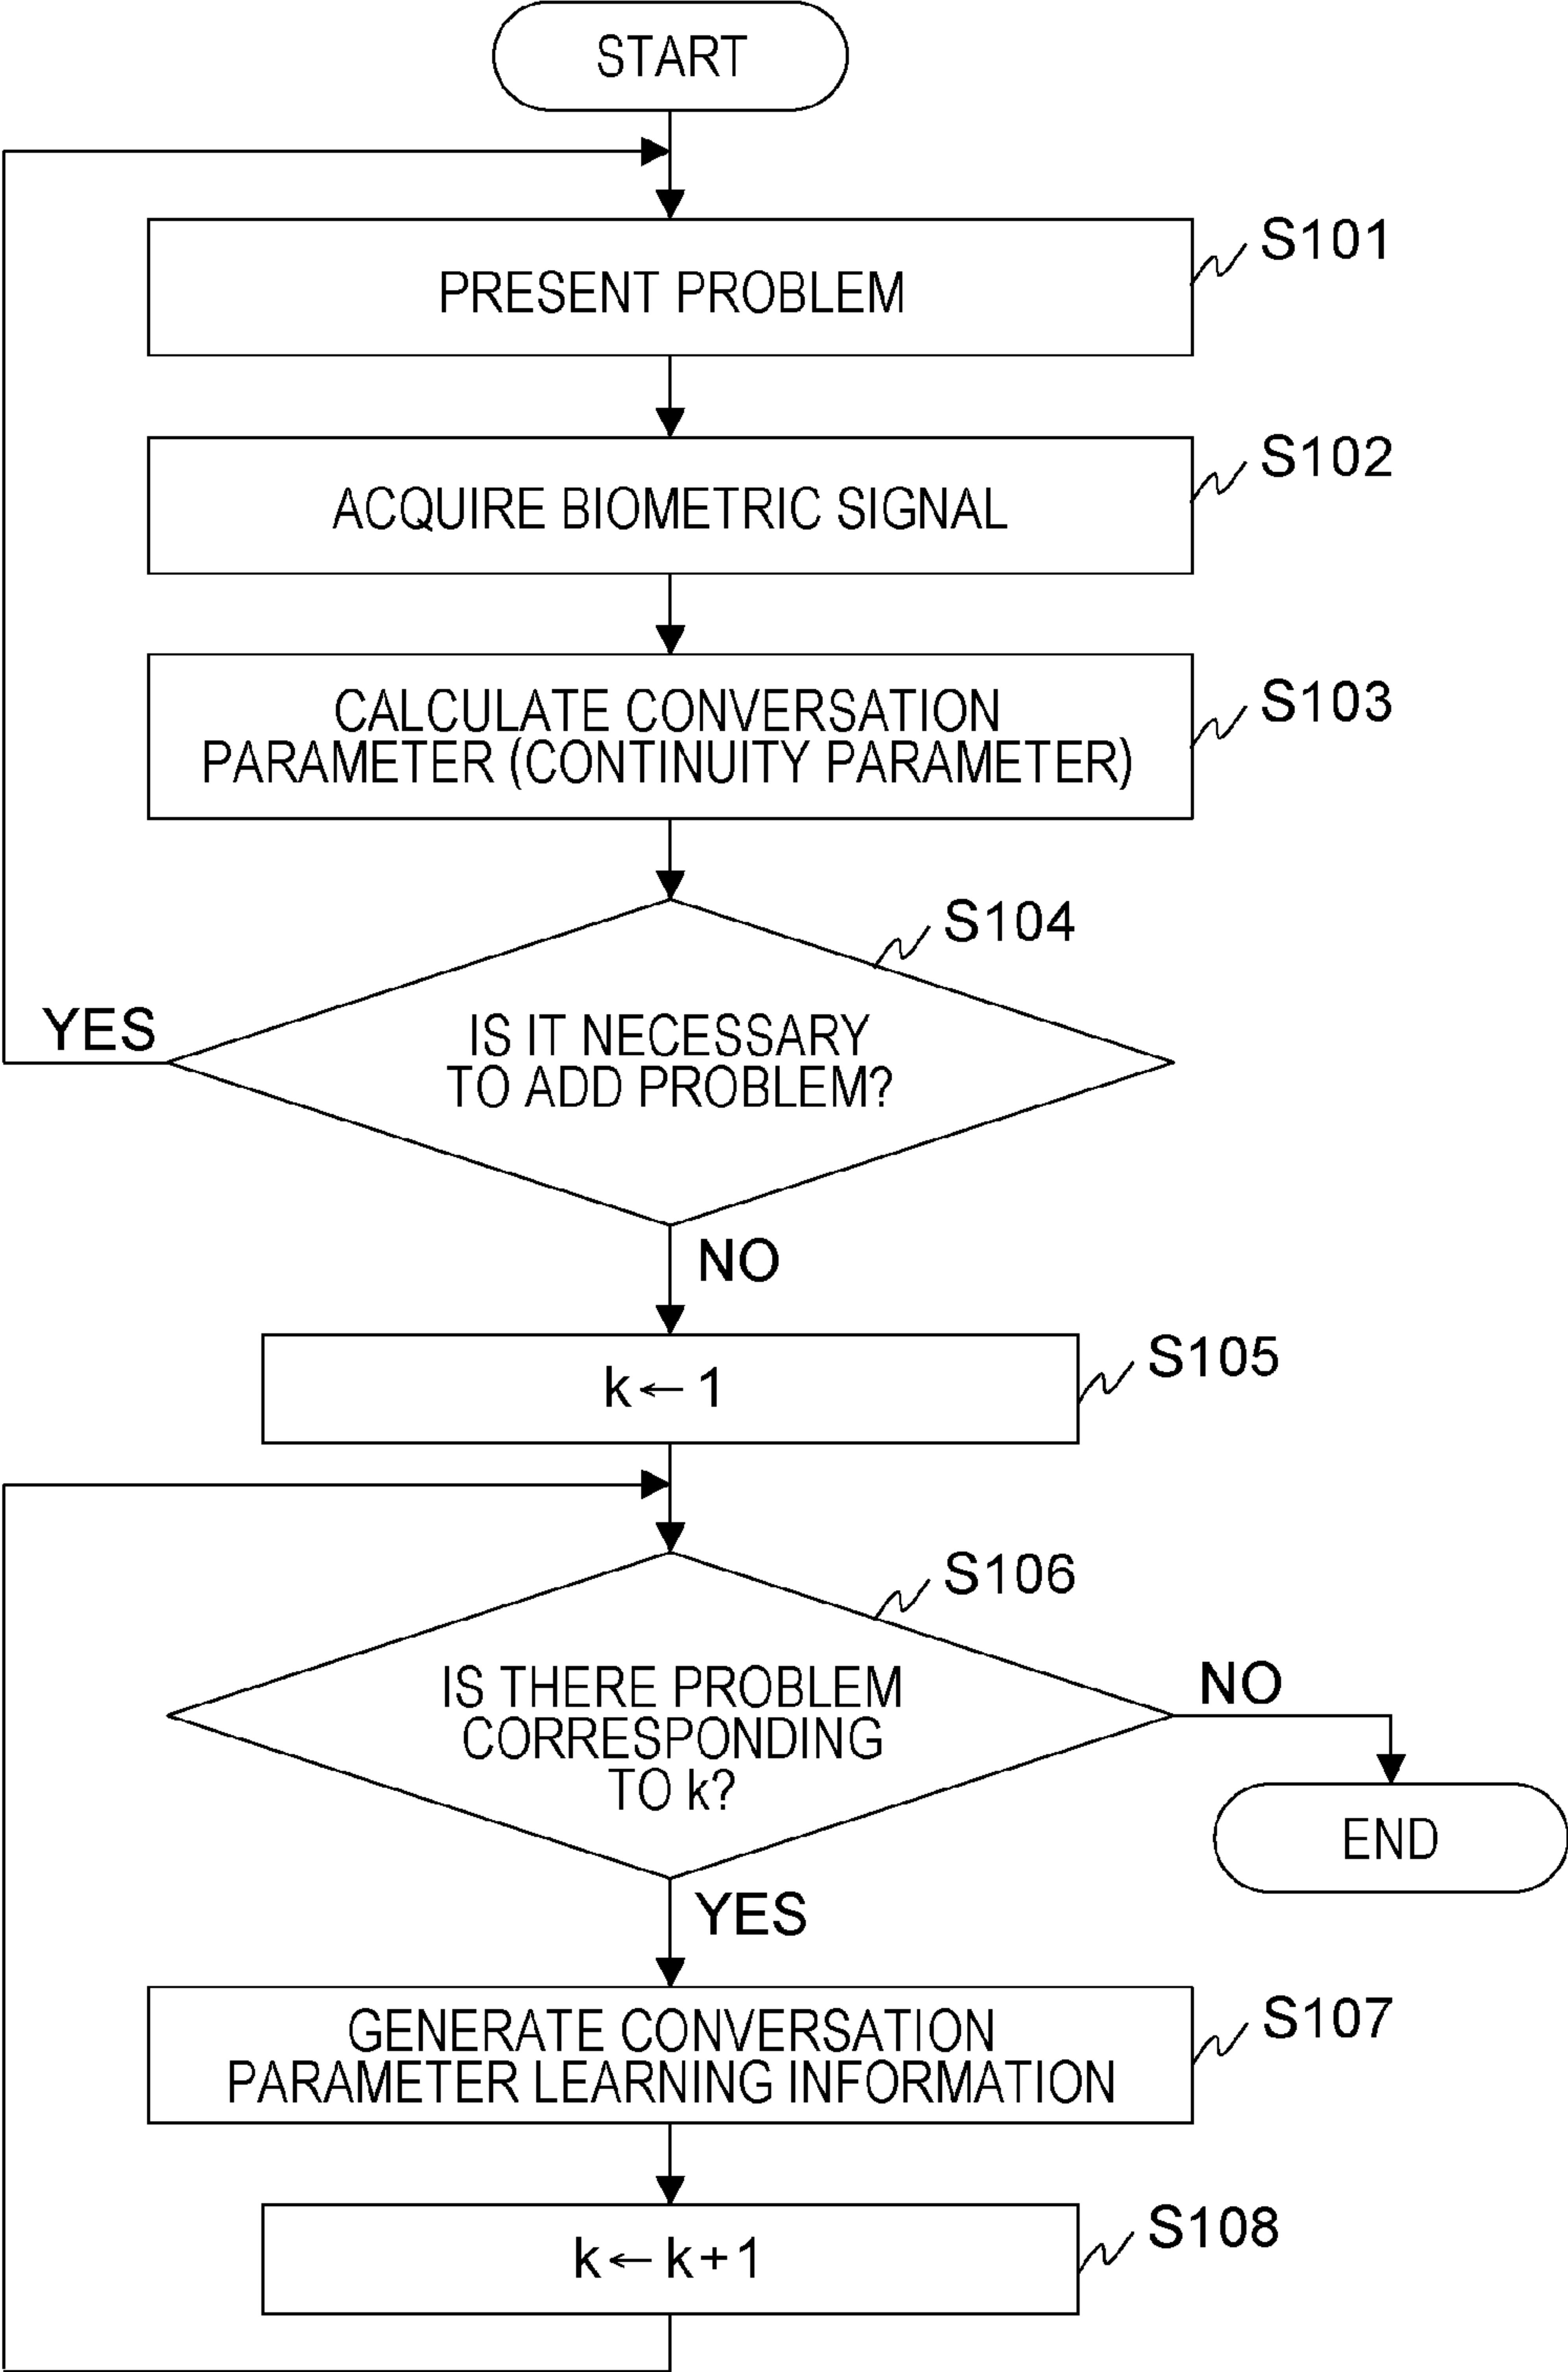 START
PRESENT PROBLEM
S101
ACQUIRE BIOMETRIC SIGNAL
S102
CALCULATE CONVERSATION
PARAMETER (CONTINUITY PARAMETER)
S103
S104
IS IT NECESSARY
TO ADD PROBLEM?
YES
NO
k ← 1
S105
S106
IS THERE PROBLEM
CORRESPONDING
TO k?
NO
END
YES
GENERATE CONVERSATION
PARAMETER LEARNING INFORMATION
S107
k ← k + 1
S108